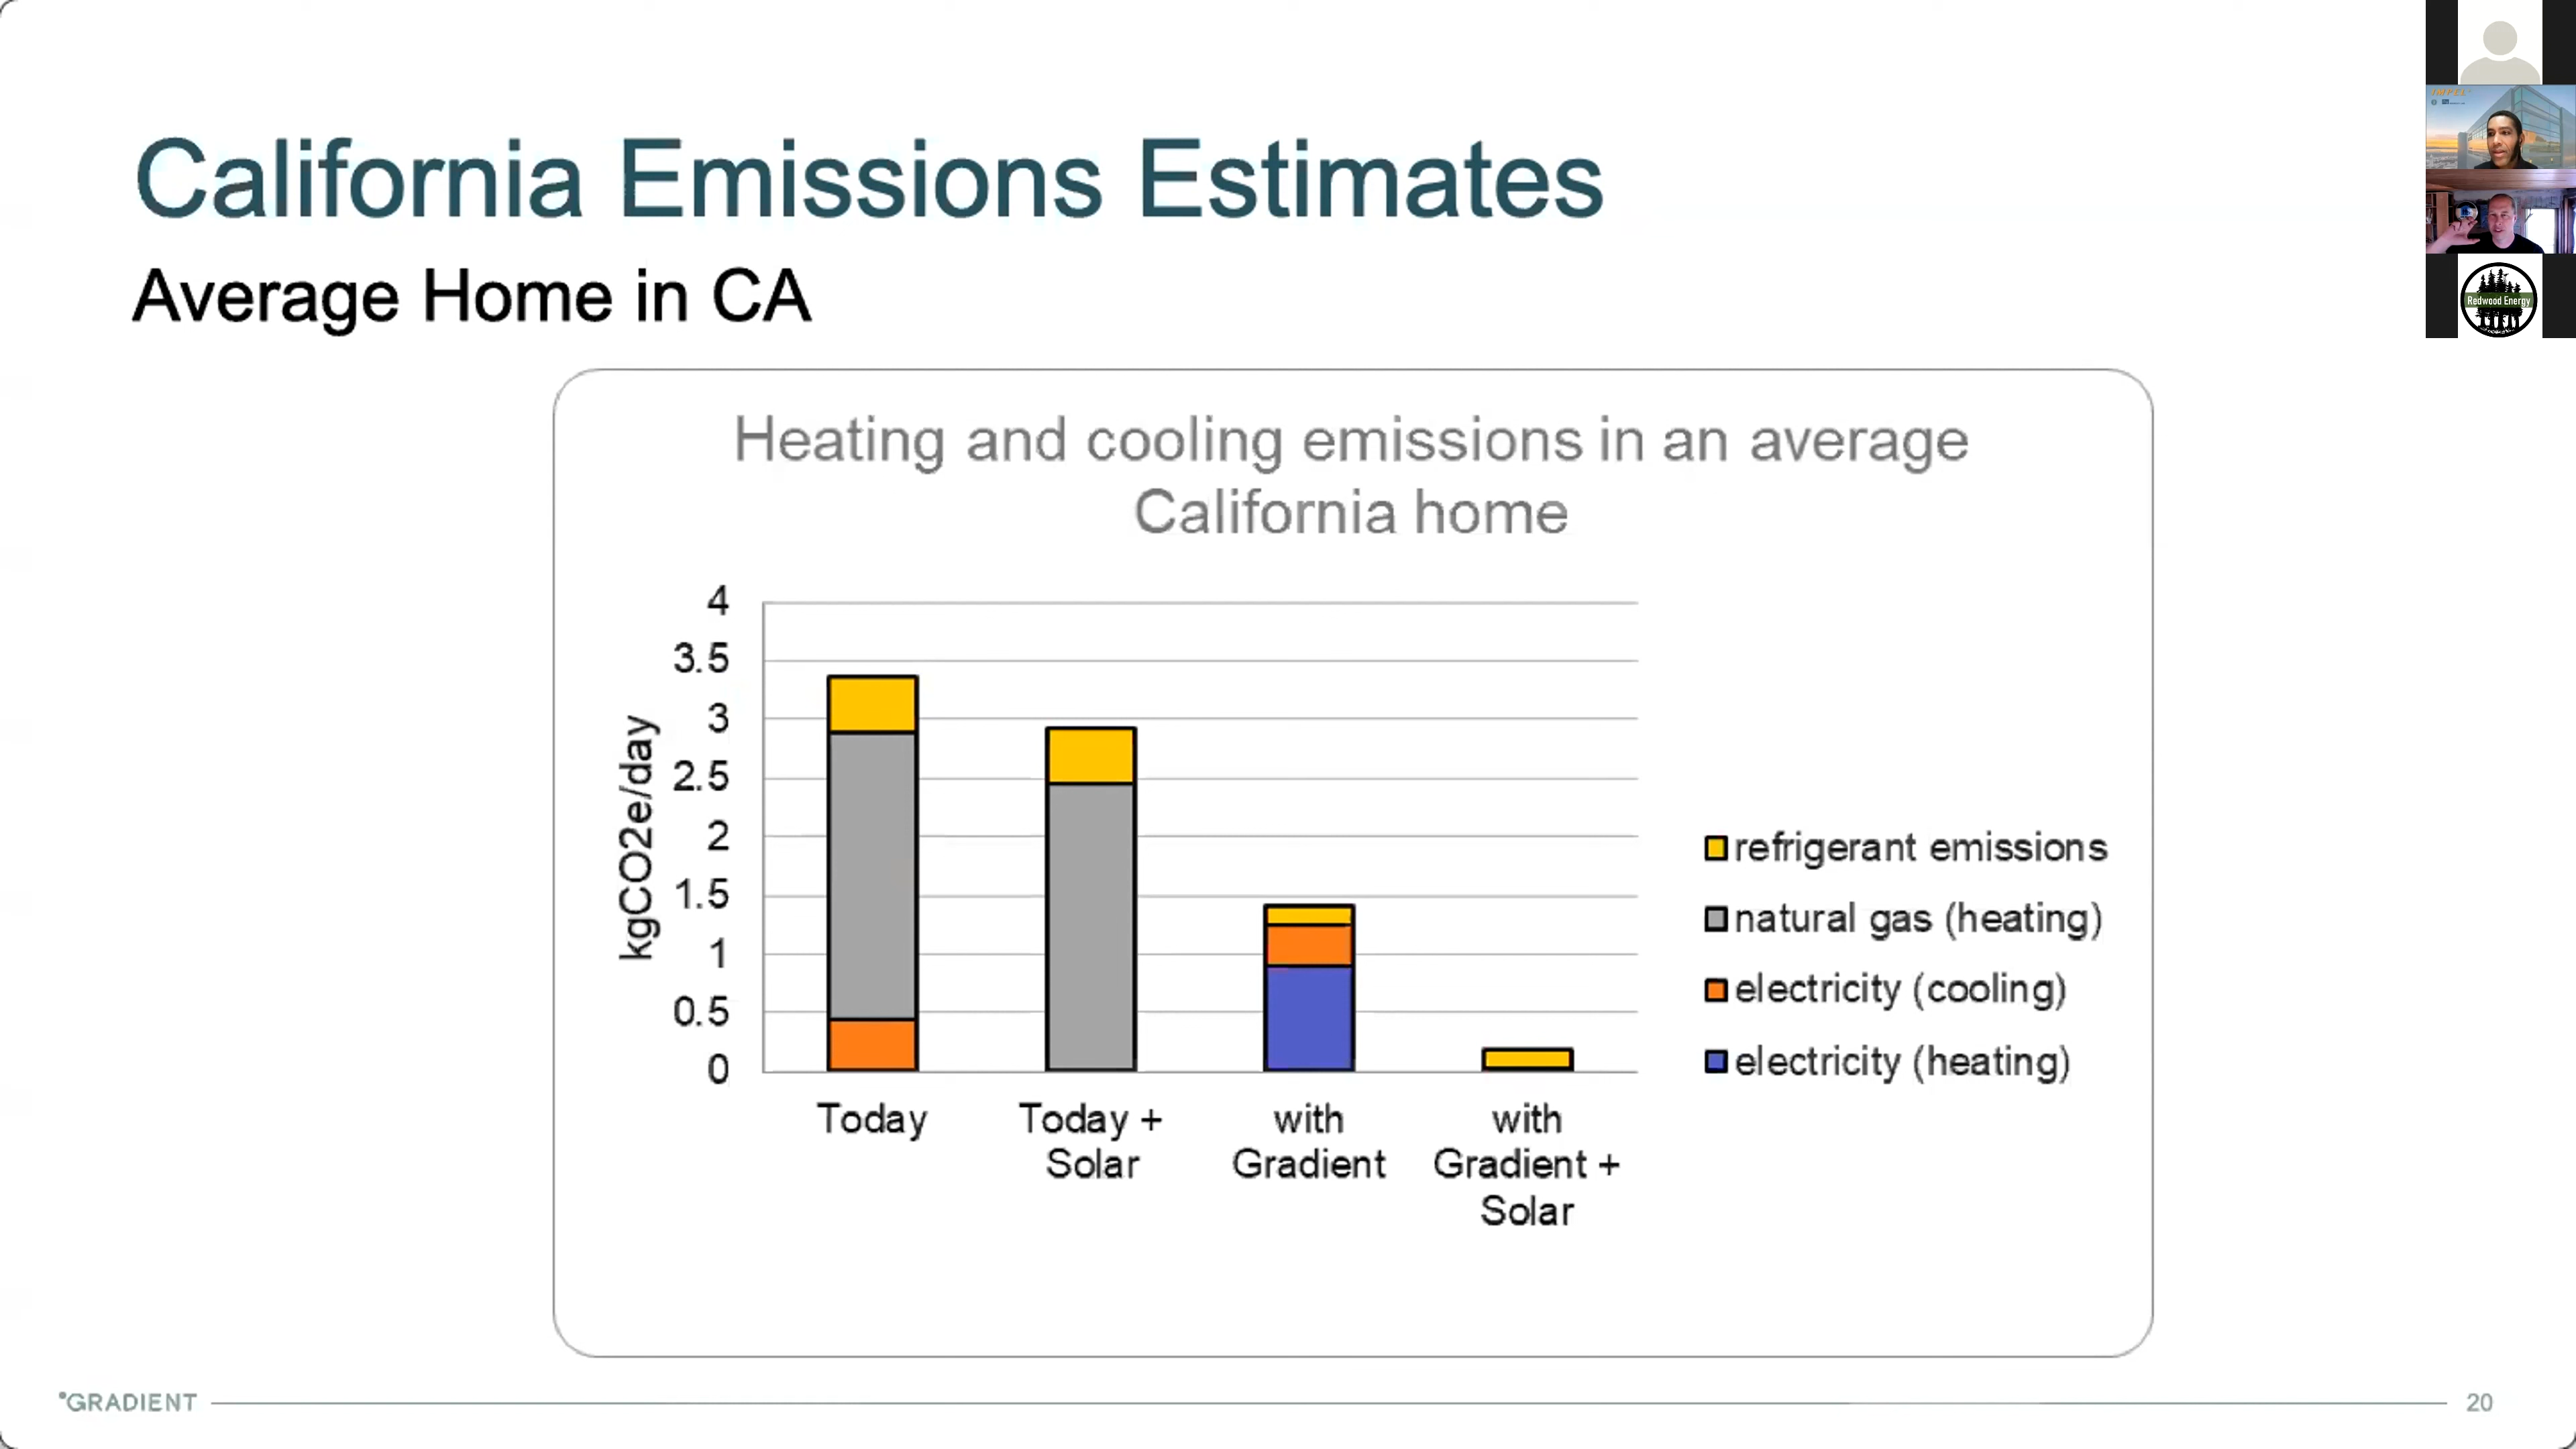 California Emissions Estimates
Average Home in CA
Heating and cooling emissions in an average
California home
kgCO2e/day
4
3.5
3
2.5
2
1.5
1
0.5
0
Today
Today +
Solar
with
Gradient
with
Gradient +
Solar
refrigerant emissions
natural gas (heating)
electricity (cooling)
electricity (heating)
Redwood Energy
°GRADIENT
20